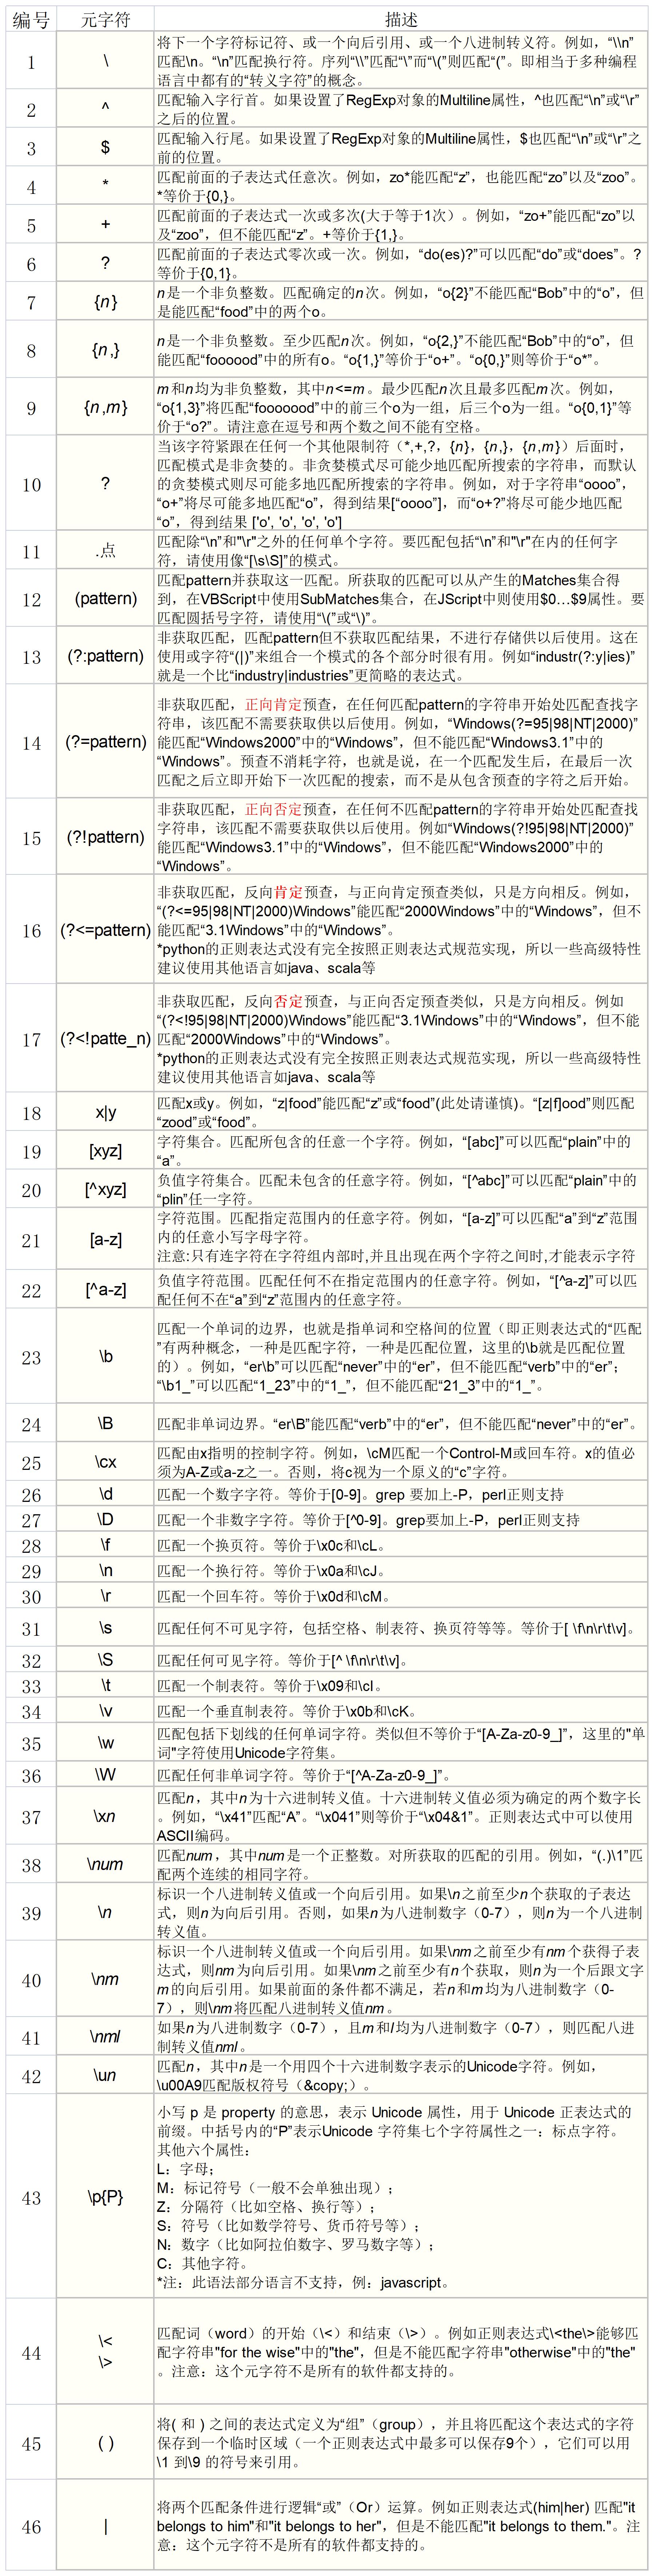 编号 元字符 描述
1 \ 将下一个字符标记符、或一个向后引用、或一个八进制转义符。例如，“\\n”
匹配\n。“\n”匹配换行符。序列“\\”匹配“\”而“\(”则匹配“(”。即相当于多种编程
语言中都有的“转义字符”的概念。
2 ^ 匹配输入字行首。如果设置了RegExp对象的Multiline属性，^也匹配“\n”或“\r”
之后的位置。
3 $ 匹配输入行尾。如果设置了RegExp对象的Multiline属性，$也匹配“\n”或“\r”之
前的位置。
4 * 匹配前面的子表达式任意次。例如，zo*能匹配“z”，也能匹配“zo”以及“zoo”。
*等价于{0,}。
5 + 匹配前面的子表达式一次或多次(大于等于1次）。例如，“zo+”能匹配“zo”以
及“zoo”，但不能匹配“z”。+等价于{1,}。
6 ? 匹配前面的子表达式零次或一次。例如，“do(es)?”可以匹配“do”或“does”。?
等价于{0,1}。
7 {n} n是一个非负整数。匹配确定的n次。例如，“o{2}”不能匹配“Bob”中的“o”，但
是能匹配“food”中的两个o。
8 {n,} n是一个非负整数。至少匹配n次。例如，“o{2,}”不能匹配“Bob”中的“o”，但
能匹配“foooood”中的所有o。“o{1,}”等价于“o+”。“o{0,}”则等价于“o*”。
9 {n,m} m和n均为非负整数，其中n<=m。最少匹配n次且最多匹配m次。例如，
“o{1,3}”将匹配“fooooood”中的前三个o为一组，后三个o为一组。“o{0,1}”等
价于“o?”。请注意在逗号和两个数之间不能有空格。
10 ? 当该字符紧跟在任何一个其他限制符（*,+,?，{n}，{n,}，{n,m}）后面时，
匹配模式是非贪婪的。非贪婪模式尽可能少地匹配所搜索的字符串，而默认
的贪婪模式则尽可能多地匹配所搜索的字符串。例如，对于字符串“oooo”，
“o+”将尽可能多地匹配“o”，得到结果[“oooo”]，而“o+?”将尽可能少地匹配
“o”，得到结果 ['o', 'o', 'o', 'o']
11 .点 匹配除“\n”和"\r"之外的任何单个字符。要匹配包括“\n”和"\r"在内的任何字
符，请使用像“[\s\S]”的模式。
12 (pattern) 匹配pattern并获取这一匹配。所获取的匹配可以从产生的Matches集合得
到，在VBScript中使用SubMatches集合，在JScript中则使用$0…$9属性。要
匹配圆括号字符，请使用“\(”或“\)”。
13 (?:pattern) 非获取匹配，匹配pattern但不获取匹配结果，不进行存储供以后使用。这在
使用或字符“(|)”来组合一个模式的各个部分时很有用。例如“industr(?:y|ies)”
就是一个比“industry|industries”更简略的表达式。
14 (?=pattern) 非获取匹配，正向肯定预查，在任何匹配pattern的字符串开始处匹配查找字
符串，该匹配不需要获取供以后使用。例如，“Windows(?=95|98|NT|2000)”
能匹配“Windows2000”中的“Windows”，但不能匹配“Windows3.1”中的
“Windows”。预查不消耗字符，也就是说，在一个匹配发生后，在最后一次
匹配之后立即开始下一次匹配的搜索，而不是从包含预查的字符之后开始。
15 (?!pattern) 非获取匹配，正向否定预查，在任何不匹配pattern的字符串开始处匹配查找
字符串，该匹配不需要获取供以后使用。例如“Windows(?!95|98|NT|2000)”
能匹配“Windows3.1”中的“Windows”，但不能匹配“Windows2000”中的
“Windows”。
16 (?<=pattern) 非获取匹配，反向肯定预查，与正向肯定预查类似，只是方向相反。例如，
“(?<=95|98|NT|2000)Windows”能匹配“2000Windows”中的“Windows”，但不
能匹配“3.1Windows”中的“Windows”。
*python的正则表达式没有完全按照正则表达式规范实现，所以一些高级特性
建议使用其他语言如java、scala等
17 (?<!patte_n) 非获取匹配，反向否定预查，与正向否定预查类似，只是方向相反。例如
“(?<!95|98|NT|2000)Windows”能匹配“3.1Windows”中的“Windows”，但不能
匹配“2000Windows”中的“Windows”。
*python的正则表达式没有完全按照正则表达式规范实现，所以一些高级特性
建议使用其他语言如java、scala等
18 x|y 匹配x或y。例如，“z|food”能匹配“z”或“food”(此处请谨慎)。“[z|f]ood”则匹配
“zood”或“food”。
19 [xyz] 字符集合。匹配所包含的任意一个字符。例如，“[abc]”可以匹配“plain”中的
“a”。
20 [^xyz] 负值字符集合。匹配未包含的任意字符。例如，“[^abc]”可以匹配“plain”中的
“plin”任一字符。
21 [a-z] 字符范围。匹配指定范围内的任意字符。例如，“[a-z]”可以匹配“a”到“z”范围
内的任意小写字母字符。
注意:只有连字符在字符组内部时,并且出现在两个字符之间时,才能表示字符
22 [^a-z] 负值字符范围。匹配任何不在指定范围内的任意字符。例如，“[^a-z]”可以匹
配任何不在“a”到“z”范围内的任意字符。
23 \b 匹配一个单词的边界，也就是指单词和空格间的位置（即正则表达式的“匹配
”有两种概念，一种是匹配字符，一种是匹配位置，这里的\b就是匹配位置
的）。例如，“er\b”可以匹配“never”中的“er”，但不能匹配“verb”中的“er”；
“\b1_”可以匹配“1_23”中的“1_”，但不能匹配“21_3”中的“1_”。
24 \B 匹配非单词边界。“er\B”能匹配“verb”中的“er”，但不能匹配“never”中的“er”。
25 \cx 匹配由x指明的控制字符。例如，\cM匹配一个Control-M或回车符。x的值必
须为A-Z或a-z之一。否则，将c视为一个原义的“c”字符。
26 \d 匹配一个数字字符。等价于[0-9]。grep 要加上-P，perl正则支持
27 \D 匹配一个非数字字符。等价于[^0-9]。grep要加上-P，perl正则支持
28 \f 匹配一个换页符。等价于\x0c和\cL。
29 \n 匹配一个换行符。等价于\x0a和\cJ。
30 \r 匹配一个回车符。等价于\x0d和\cM。
31 \s 匹配任何不可见字符，包括空格、制表符、换页符等等。等价于[ \f\n\r\t\v]。
32 \S 匹配任何可见字符。等价于[^ \f\n\r\t\v]。
33 \t 匹配一个制表符。等价于\x09和\cI。
34 \v 匹配一个垂直制表符。等价于\x0b和\cK。
35 \w 匹配包括下划线的任何单词字符。类似但不等价于“[A-Za-z0-9_]”，这里的"单
词"字符使用Unicode字符集。
36 \W 匹配任何非单词字符。等价于“[^A-Za-z0-9_]”。
37 \xn 匹配n，其中n为十六进制转义值。十六进制转义值必须为确定的两个数字长
。例如，“\x41”匹配“A”。“\x041”则等价于“\x04&1”。正则表达式中可以使用
ASCII编码。
38 \num 匹配num，其中num是一个正整数。对所获取的匹配的引用。例如，“(.)\1”匹
配两个连续的相同字符。
39 \n 标识一个八进制转义值或一个向后引用。如果\n之前至少n个获取的子表达
式，则n为向后引用。否则，如果n为八进制数字（0-7），则n为一个八进制
转义值。
40 \nm 标识一个八进制转义值或一个向后引用。如果\nm之前至少有nm个获得子表
达式，则nm为向后引用。如果\nm之前至少有n个获取，则n为一个后跟文字
m的向后引用。如果前面的条件都不满足，若n和m均为八进制数字（0-
7），则\nm将匹配八进制转义值nm。
41 \nml 如果n为八进制数字（0-7），且m和l均为八进制数字（0-7），则匹配八进
制转义值nml。
42 \un 匹配n，其中n是一个用四个十六进制数字表示的Unicode字符。例如，
\u00A9匹配版权符号（&copy;）。
43 \p{P} 小写 p 是 property 的意思，表示 Unicode 属性，用于 Unicode 正表达式的
前缀。中括号内的“P”表示Unicode 字符集七个字符属性之一：标点字符。
其他六个属性：
L：字母；
M：标记符号（一般不会单独出现）；
Z：分隔符（比如空格、换行等）；
S：符号（比如数学符号、货币符号等）；
N：数字（比如阿拉伯数字、罗马数字等）；
C：其他字符。
*注：此语法部分语言不支持，例：javascript。
44 \<
\> 匹配词（word）的开始（\<）和结束（\>）。例如正则表达式\<the\>能够匹
配字符串"for the wise"中的"the"，但是不能匹配字符串"otherwise"中的"the"
。注意：这个元字符不是所有的软件都支持的。
45 ( ) 将( 和 ) 之间的表达式定义为“组”（group），并且将匹配这个表达式的字符
保存到一个临时区域（一个正则表达式中最多可以保存9个），它们可以用
\1 到\9 的符号来引用。
46 | 将两个匹配条件进行逻辑“或”（Or）运算。例如正则表达式(him|her) 匹配"it
belongs to him"和"it belongs to her"，但是不能匹配"it belongs to them."。注
意：这个元字符不是所有的软件都支持的。